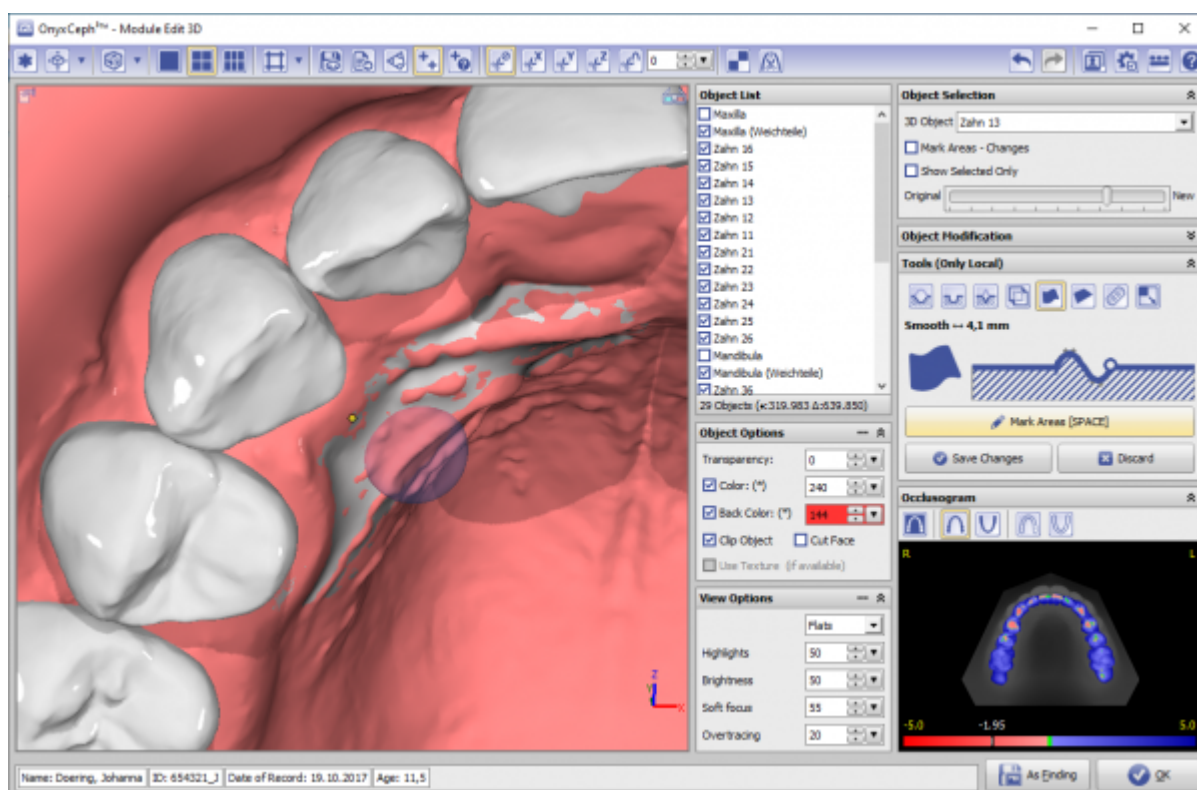 OnyxCeph³™ - Module Edit 3D
0
Object List
Maxilla
Maxilla (Weichteile)
Zahn 16
Zahn 15
Zahn 14
Zahn 13
Zahn 12
Zahn 11
Zahn 21
Zahn 22
Zahn 23
Zahn 24
Zahn 25
Zahn 26
Mandibula
Mandibula (Weichteile)
Zahn 36
29 Objects (•:319.983 Δ:639.850)
Object Options
Transparency: 0
Color: (*) 240
Back Color: (*) 144
Clip Object Cut Face
Use Texture (if available)
View Options
Plats
Highlights 50
Brightness 50
Soft focus 55
Overtracing 20
Object Selection
3D Object Zahn 13
Mark Areas - Changes
Show Selected Only
Original New
Object Modification
Tools (Only Local)
Smooth ↔ 4,1 mm
Mark Areas [SPACE]
Save Changes Discard
Occlusogram
R L
-5.0 -1.95 5.0
Z
Y
X
Name: Doering, Johanna ID: 654321_J Date of Record: 19.10.2017 Age: 11,5
As Finding OK